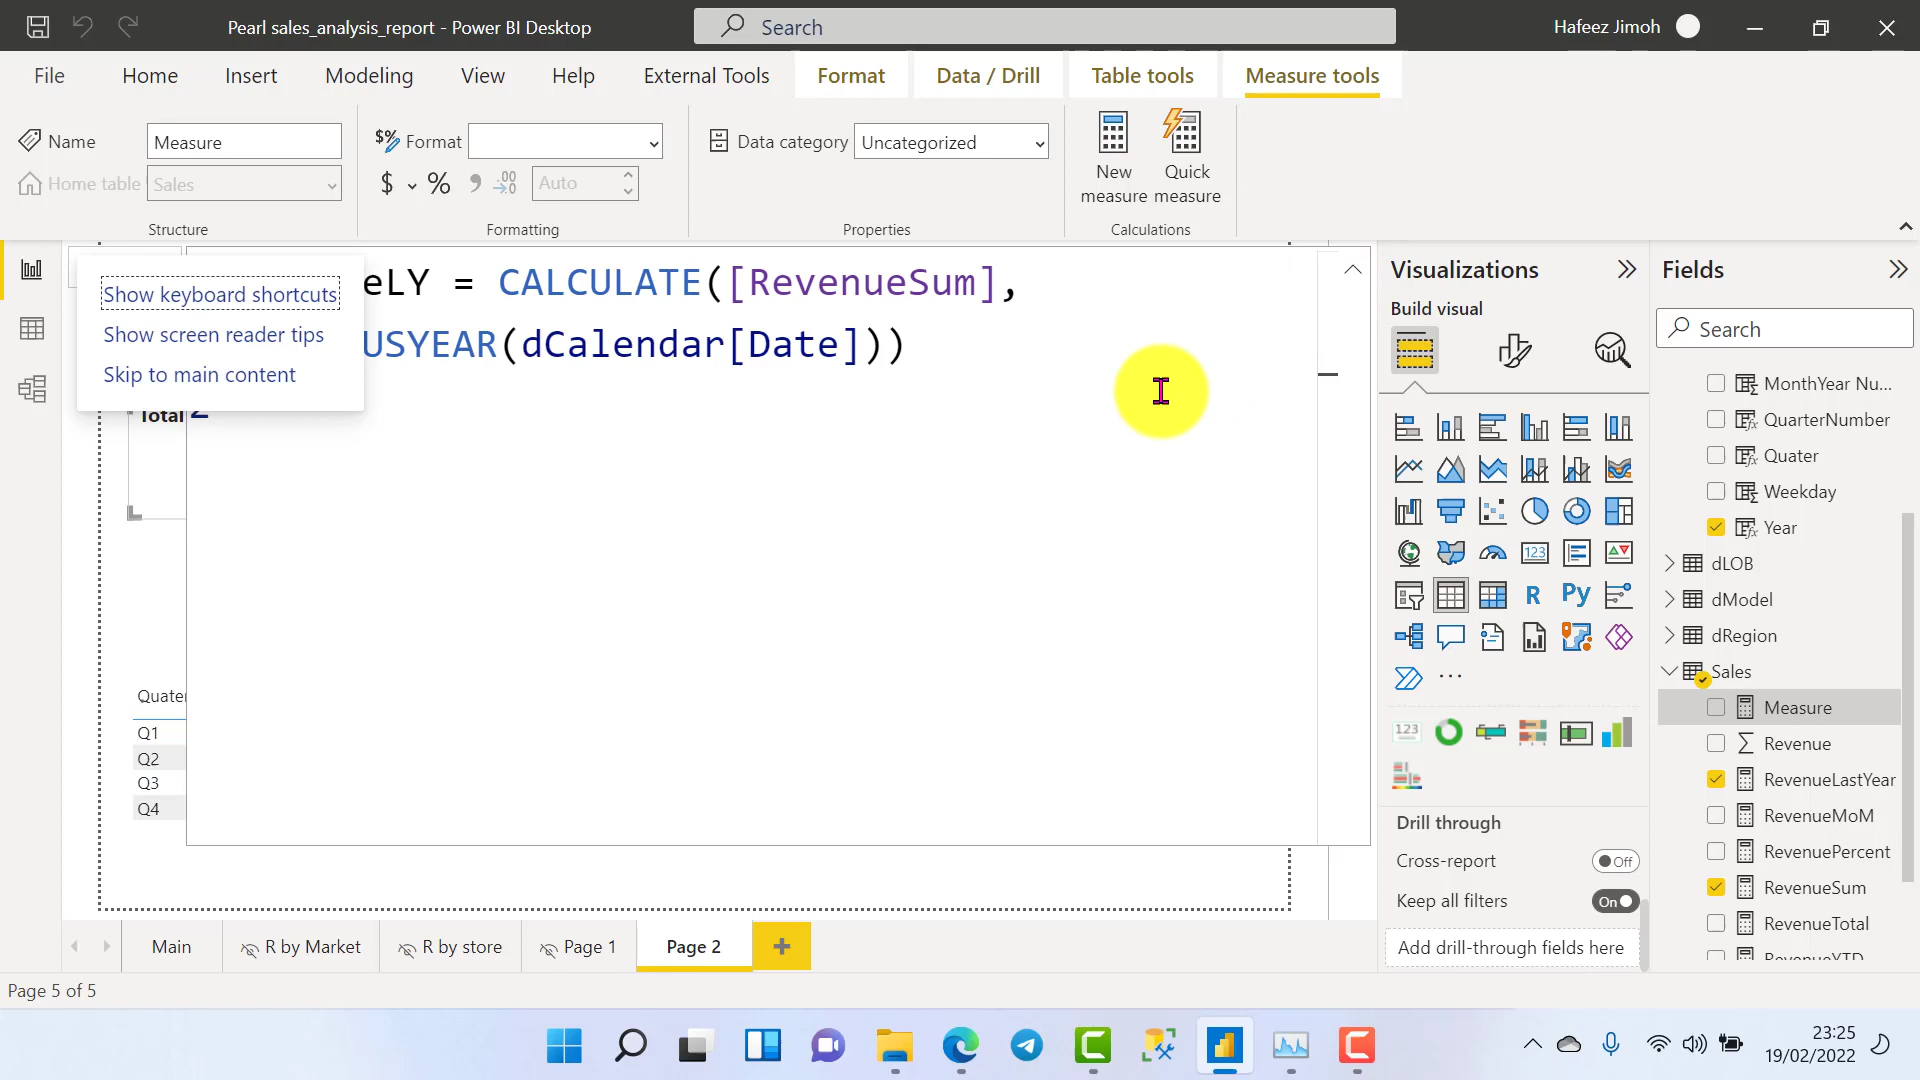 Pearl sales_analysis_report - Power BI Desktop
Search
Hafeez Jimoh
File
Home
Insert
Modeling
View
Help
External Tools
Format
Data / Drill
Table tools
Measure tools
Name
Measure
Home table
Sales
Structure
Format
$
%
Auto
Formatting
Data category
Uncategorized
Properties
New measure
Quick measure
Calculations
Show keyboard shortcuts
Show screen reader tips
Skip to main content
eLY = CALCULATE([RevenueSum],
USYEAR(dCalendar[Date]))
Total
Quater
Q1
Q2
Q3
Q4
Visualizations
Build visual
Drill through
Cross-report
Off
Keep all filters
On
Add drill-through fields here
Fields
Search
MonthYear Nu...
QuarterNumber
Quater
Weekday
Year
dLOB
dModel
dRegion
Sales
Measure
Revenue
RevenueLastYear
RevenueMoM
RevenuePercent
RevenueSum
RevenueTotal
RevenueYTD
123
R
Py
123
Main
R by Market
R by store
Page 1
Page 2
Page 5 of 5
23:25
19/02/2022